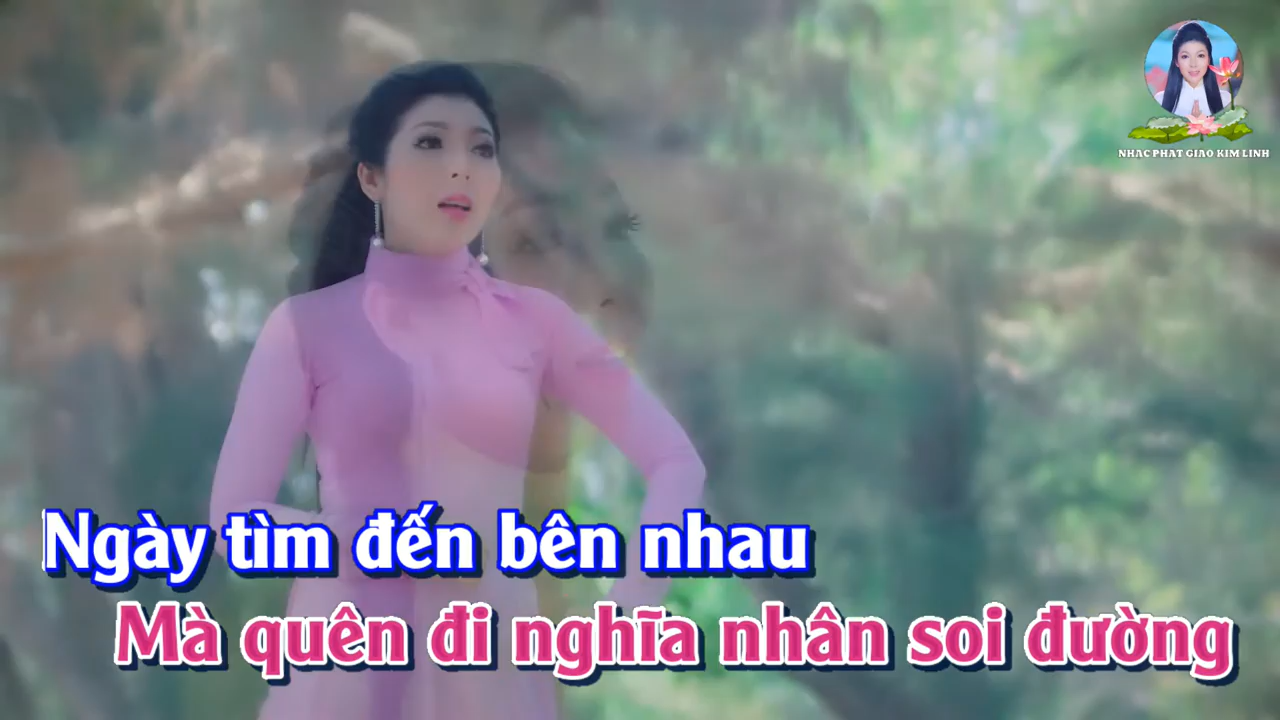 NHAC PHAT GIAO KIM LINH
Ngày tìm đến bên nhau
Mà quên đi nghĩa nhân soi đường